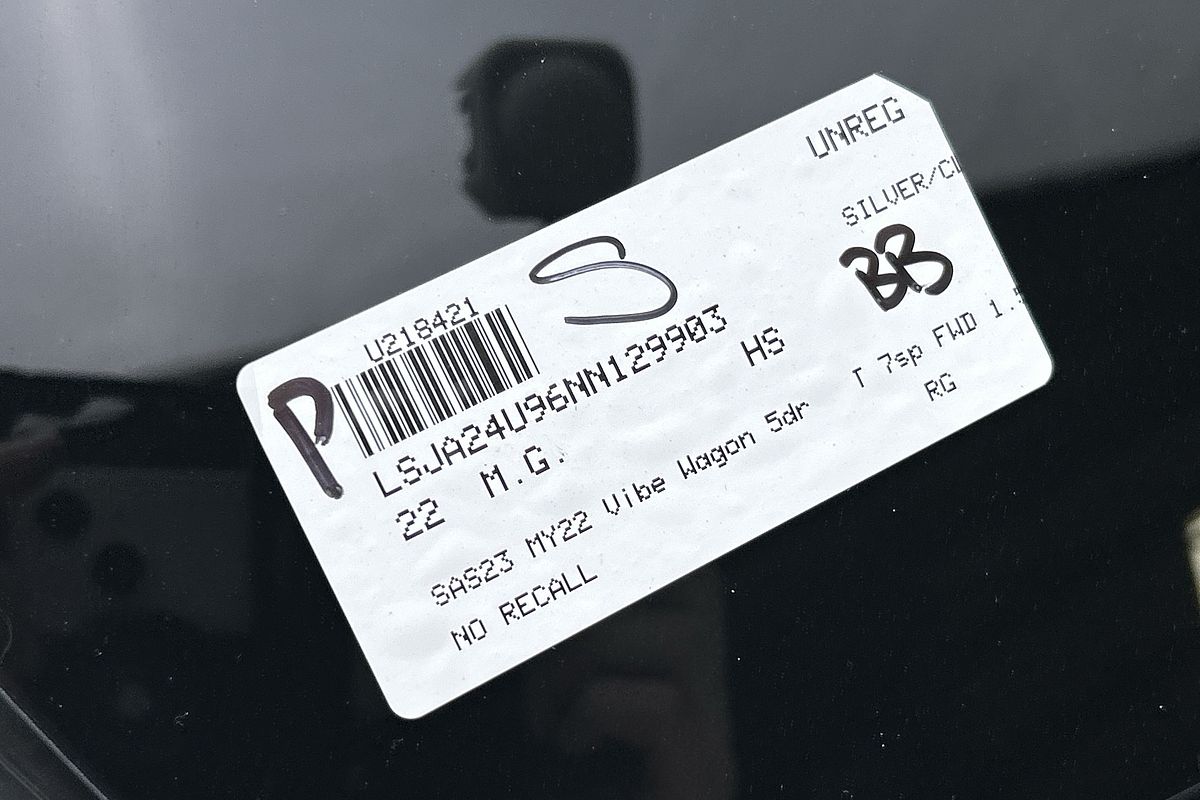 UNREG
SILVER/CL
S
BB
U218421
P
LSJA24U96NN129903
22 M.G. HS
SAS23 MY22 Vibe Wagon 5dr T 7sp FWD 1.5
NO RECALL RG